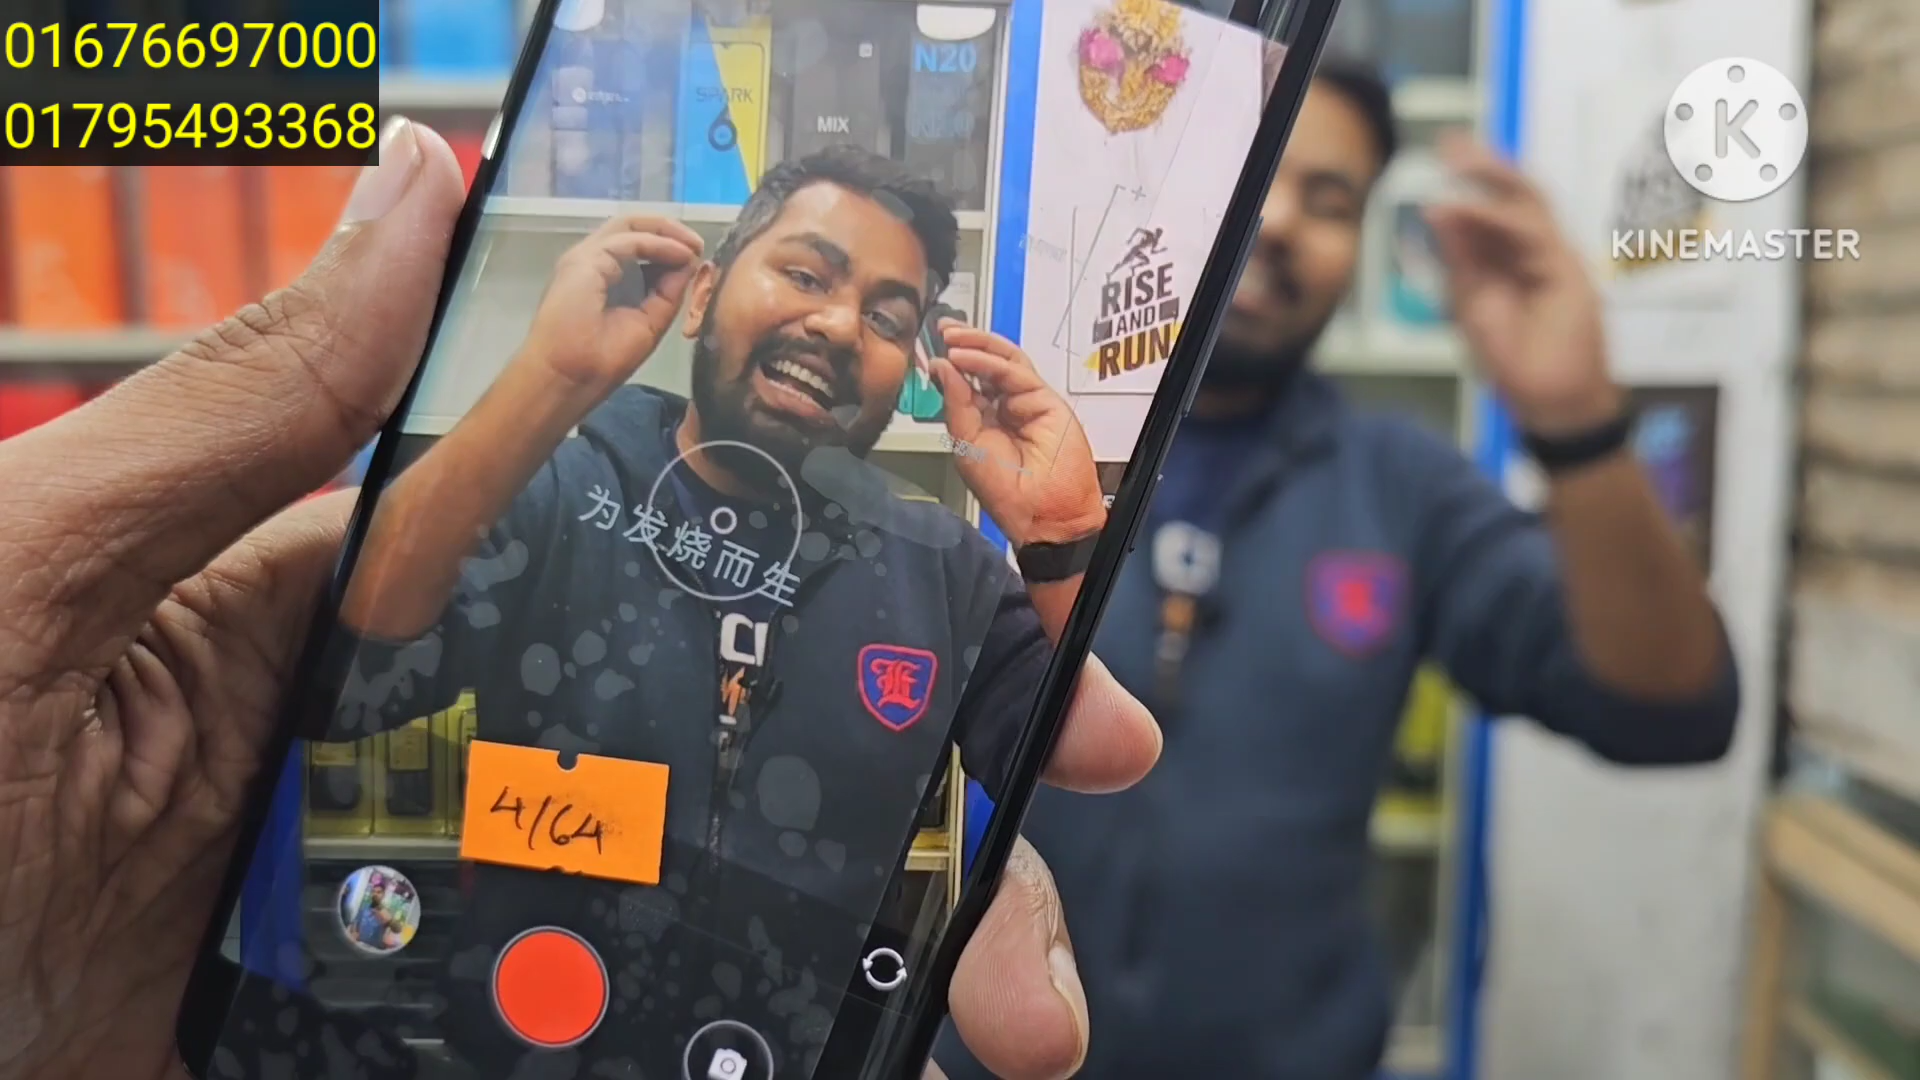 01676697000
01795493368
N20
SPARK
6
MIX
KINEMASTER
RISE
AND
RUN
为发烧而生
4/64